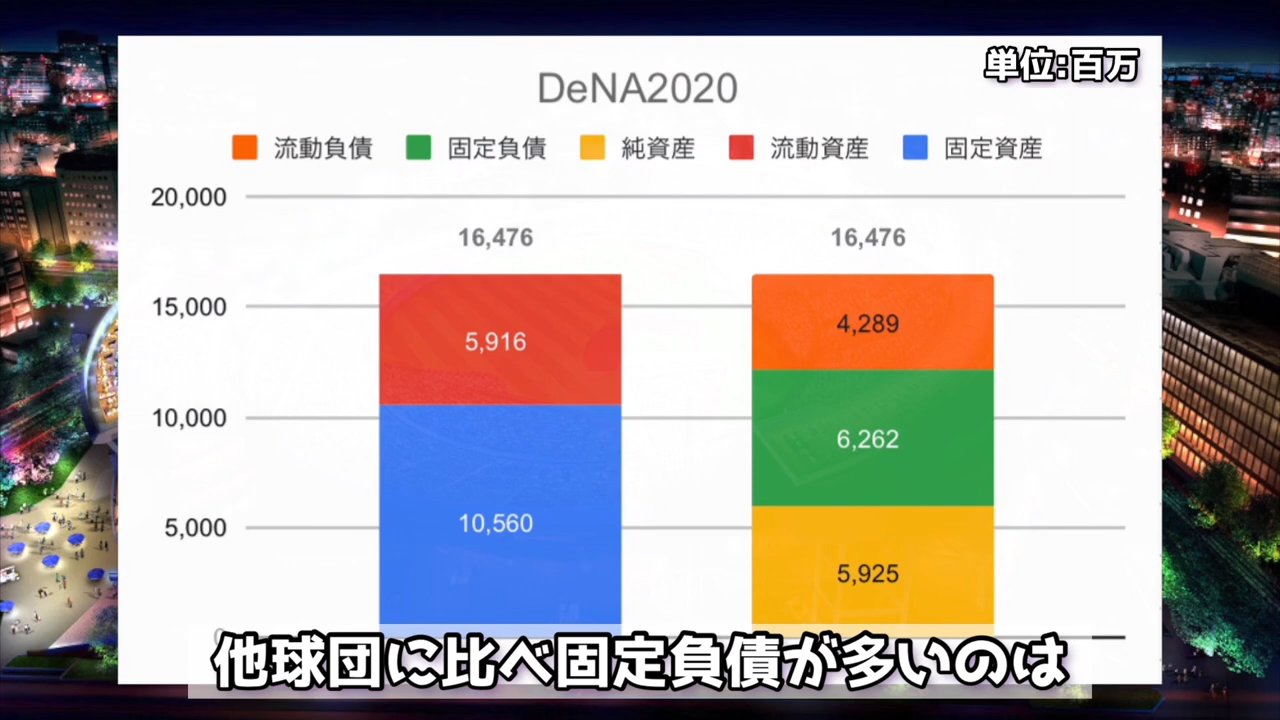 単位:百万
DeNA2020
流動負債 固定負債 純資産 流動資産 固定資産
20,000
16,476 16,476
15,000
5,916
4,289
10,000
6,262
10,560
5,000
5,925
0
他球団に比べ固定負債が多いのは